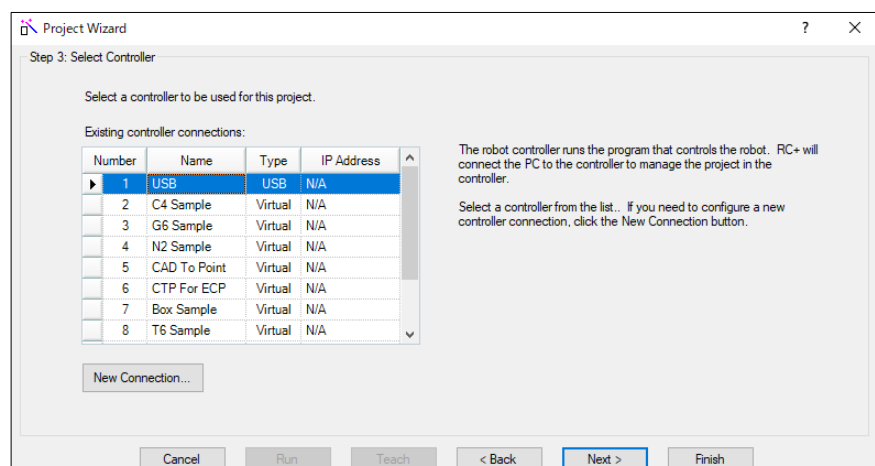 Project Wizard ?
Step 3: Select Controller
Select a controller to be used for this project.
Existing controller connections:
Number Name Type IP Address
1 USB USB N/A
2 C4 Sample Virtual N/A
3 G6 Sample Virtual N/A
4 N2 Sample Virtual N/A
5 CAD To Point Virtual N/A
6 CTP For ECP Virtual N/A
7 Box Sample Virtual N/A
8 T6 Sample Virtual N/A
New Connection...
The robot controller runs the program that controls the robot. RC+ will
connect the PC to the controller to manage the project in the
controller.
Select a controller from the list.. If you need to configure a new
controller connection, click the New Connection button.
Cancel Run Teach < Back Next > Finish